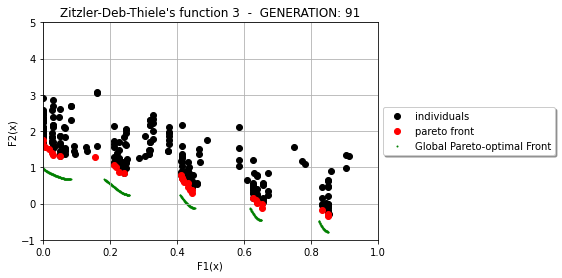 Zitzler-Deb-Thiele's function 3 - GENERATION: 91
5
4
3
2
1
0
−1
F2(x)
0.0 0.2 0.4 0.6 0.8 1.0
F1(x)
individuals
pareto front
Global Pareto-optimal Front